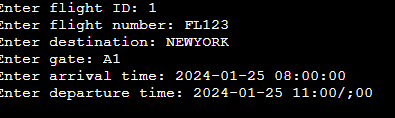 Enter flight ID: 1
Enter flight number: FL123
Enter destination: NEWYORK
Enter gate: A1
Enter arrival time: 2024-01-25 08:00:00
Enter departure time: 2024-01-25 11:00/;00